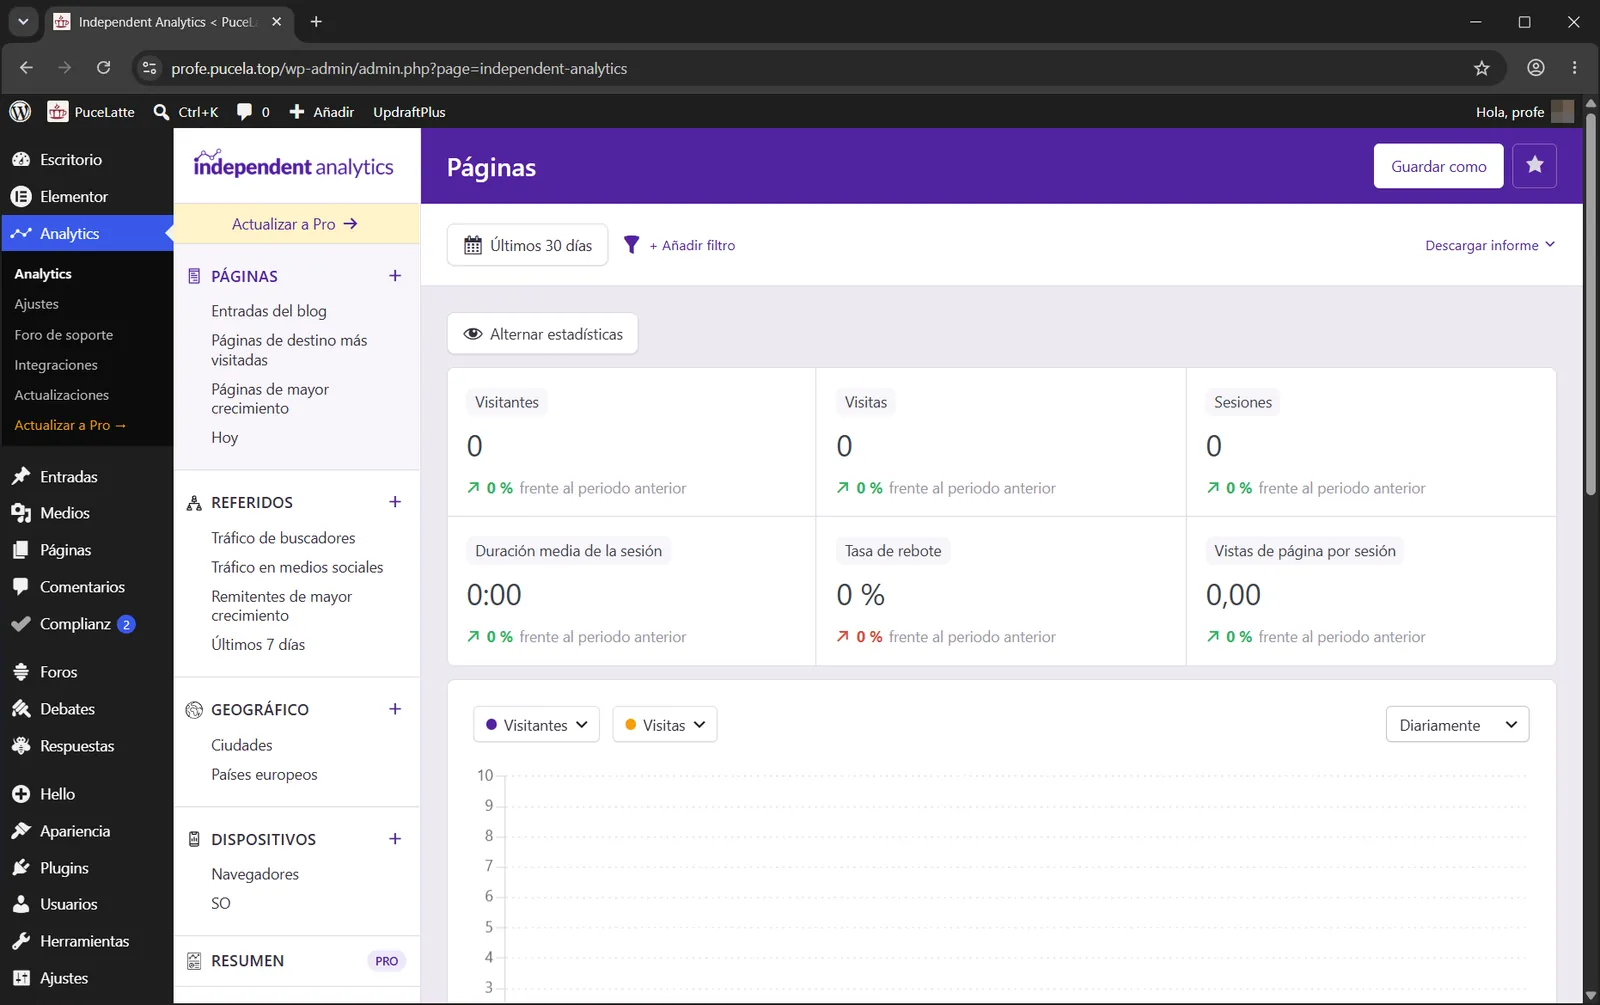 Independent Analytics < PuceL
profe.pucela.top/wp-admin/admin.php?page=independent-analytics
PuceLatte
Ctrl+K
0
Añadir
UpdraftPlus
Hola, profe
Escritorio
Elementor
Analytics
Analytics
Ajustes
Foro de soporte
Integraciones
Actualizaciones
Actualizar a Pro →
Entradas
Medios
Páginas
Comentarios
Complianz 2
Foros
Debates
Respuestas
Hello
Apariencia
Plugins
Usuarios
Herramientas
Ajustes
independent analytics
Actualizar a Pro →
PÁGINAS +
Entradas del blog
Páginas de destino más
visitadas
Páginas de mayor
crecimiento
Hoy
REFERIDOS +
Tráfico de buscadores
Tráfico en medios sociales
Remitentes de mayor
crecimiento
Últimos 7 días
GEOGRÁFICO +
Ciudades
Países europeos
DISPOSITIVOS +
Navegadores
SO
RESUMEN PRO
Páginas
Guardar como
Últimos 30 días
+ Añadir filtro
Descargar informe
Alternar estadísticas
Visitantes
0
0 % frente al periodo anterior
Visitas
0
0 % frente al periodo anterior
Sesiones
0
0 % frente al periodo anterior
Duración media de la sesión
0:00
0 % frente al periodo anterior
Tasa de rebote
0 %
0 % frente al periodo anterior
Vistas de página por sesión
0,00
0 % frente al periodo anterior
Visitantes
Visitas
Diariamente
10
9
8
7
6
5
4
3